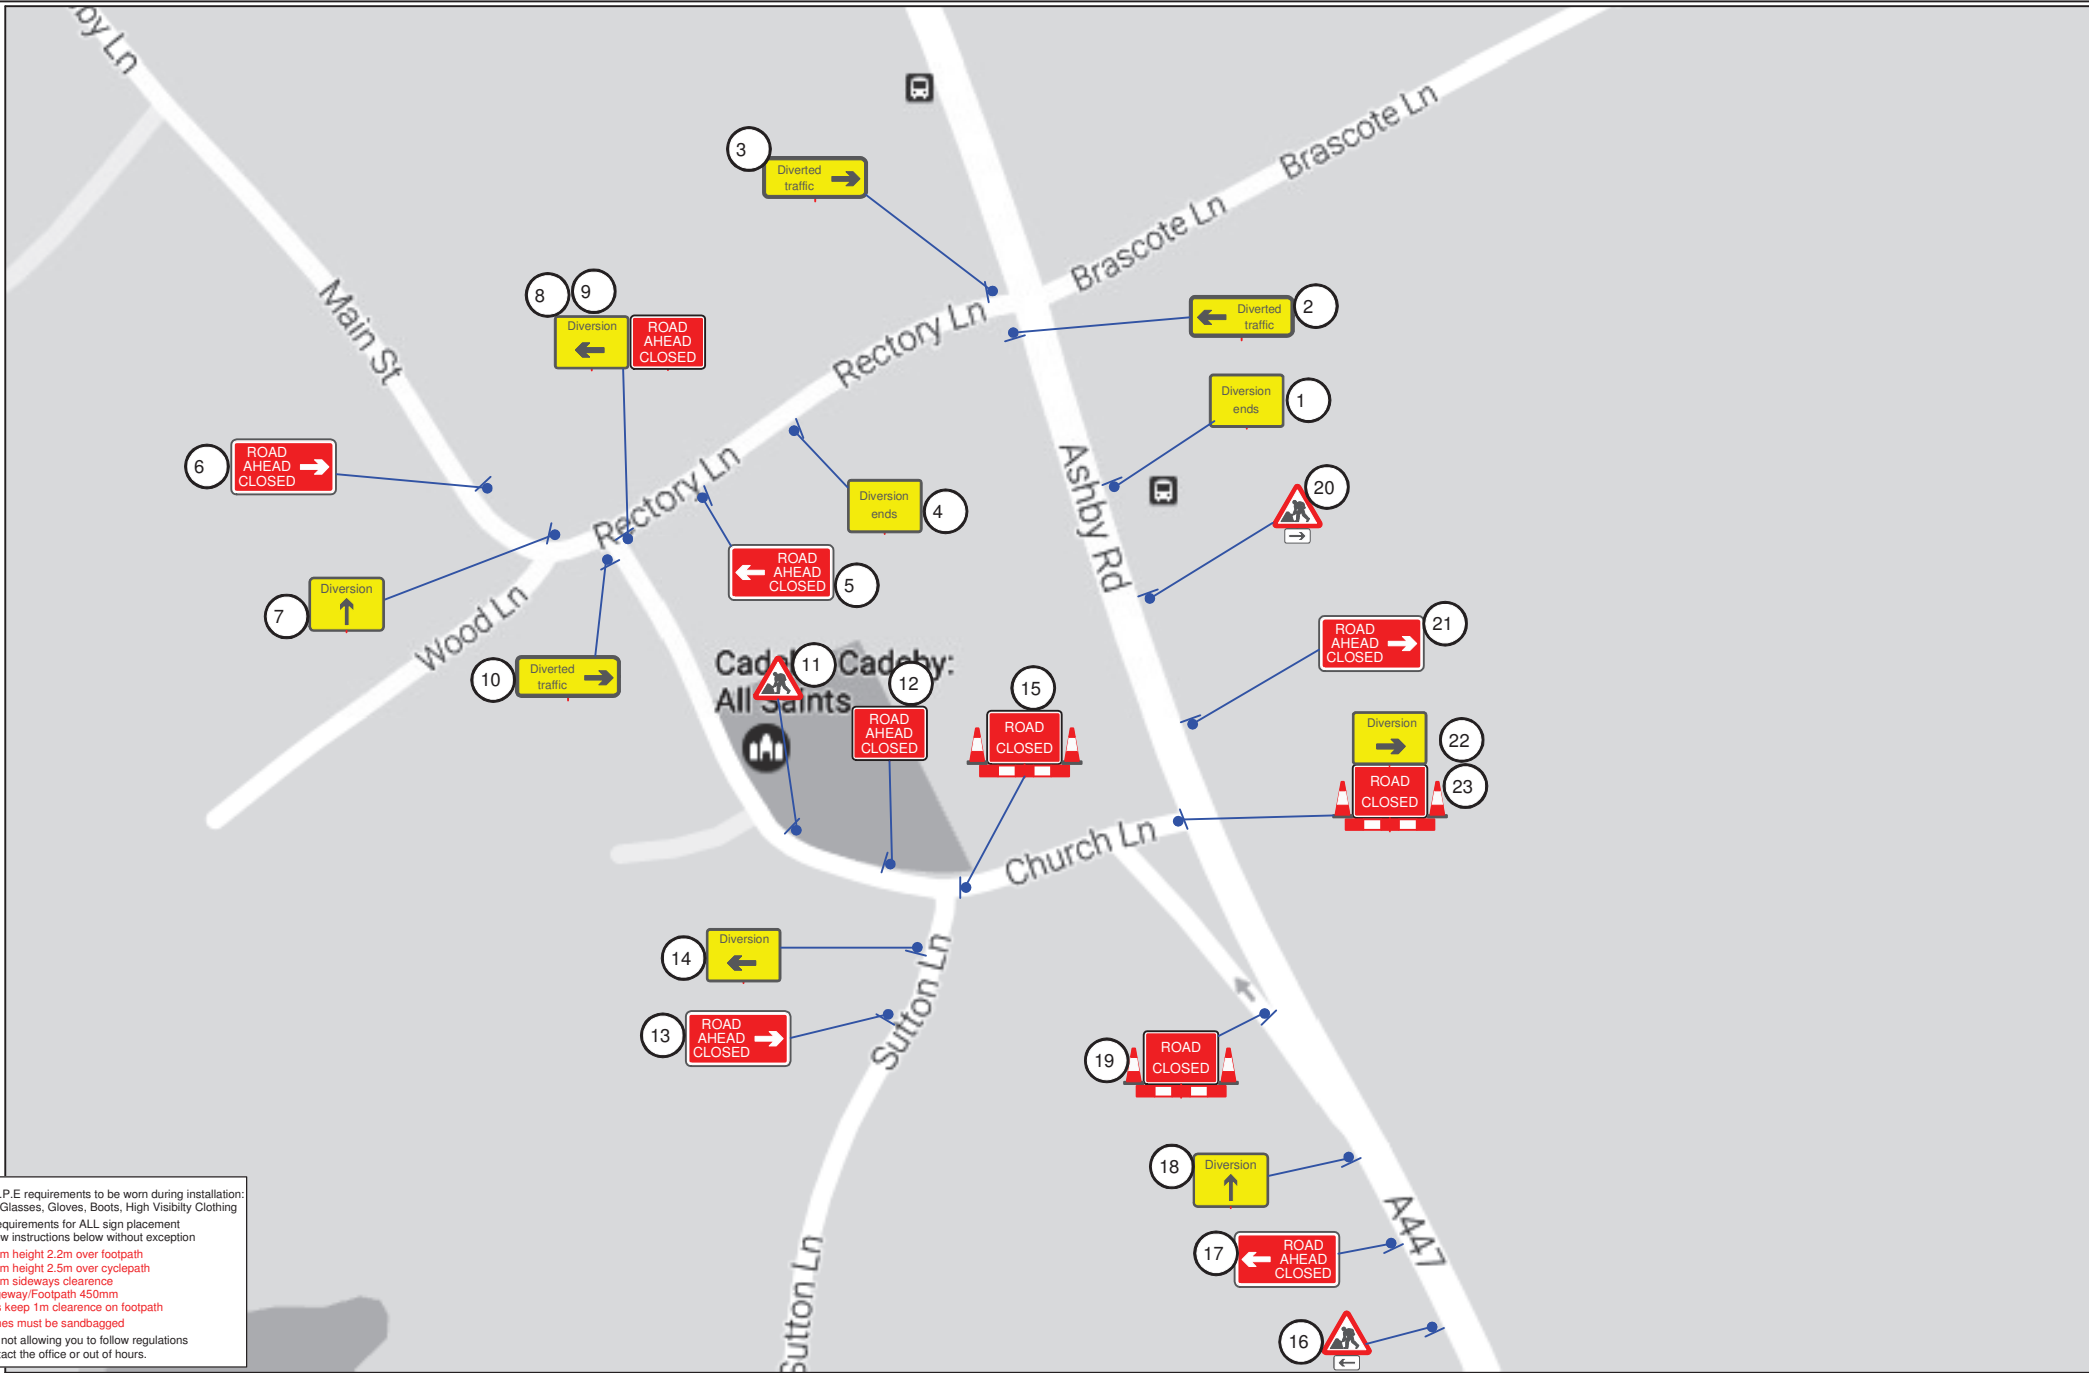 by Ln
3
Diverted
traffic
Brascote Ln
Brascote Ln
8
9
Diversion
ROAD
AHEAD
CLOSED
Main St
Rectory Ln
2
Diverted
traffic
1
Diversion
ends
6
ROAD
AHEAD
CLOSED
Rectory Ln
4
Diversion
ends
Ashby Rd
20
5
ROAD
AHEAD
CLOSED
7
Diversion
Wood Ln
10
Diverted
traffic
21
ROAD
AHEAD
CLOSED
11
Cadeby: 
All Saints
12
ROAD
AHEAD
CLOSED
15
ROAD
CLOSED
22
Diversion
23
ROAD
CLOSED
Church Ln
14
Diversion
13
ROAD
AHEAD
CLOSED
Sutton Ln
19
ROAD
CLOSED
18
Diversion
17
ROAD
AHEAD
CLOSED
A447
16
Sutton Ln
.P.E requirements to be worn during installation:
Glasses, Gloves, Boots, High Visibilty Clothing
equirements for ALL sign placement
w instructions below without exception
m height 2.2m over footpath
m height 2.5m over cyclepath
m sideways clearence
eway/Footpath 450mm
s keep 1m clearence on footpath
nes must be sandbagged
not allowing you to follow regulations
tact the office or out of hours.